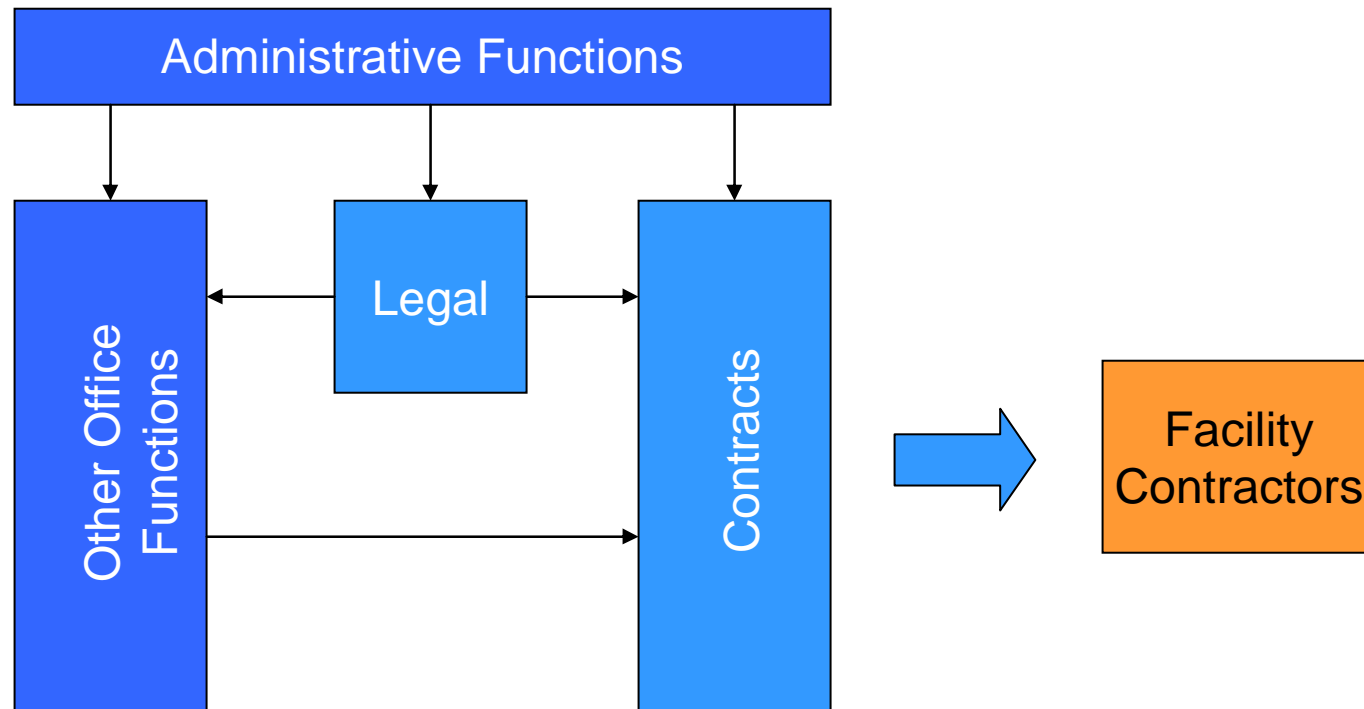 Administrative Functions
Other Office
Functions
Legal
Contracts
Facility
Contractors